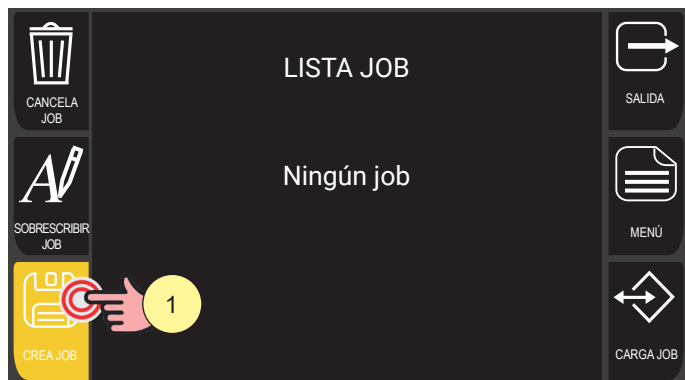 CANCELA
JOB
SOBRESCRIBIR
JOB
CREA JOB
LISTA JOB
Ningún job
1
SALIDA
MENÚ
CARGA JOB